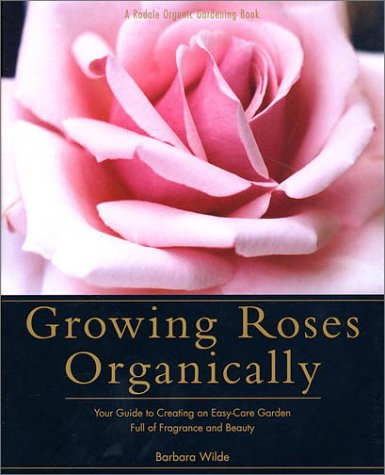 A Rodale Organic Gardening Book
Growing Roses
Organically
Your Guide to Creating an Easy-Care Garden
Full of Fragrance and Beauty
Barbara Wilde